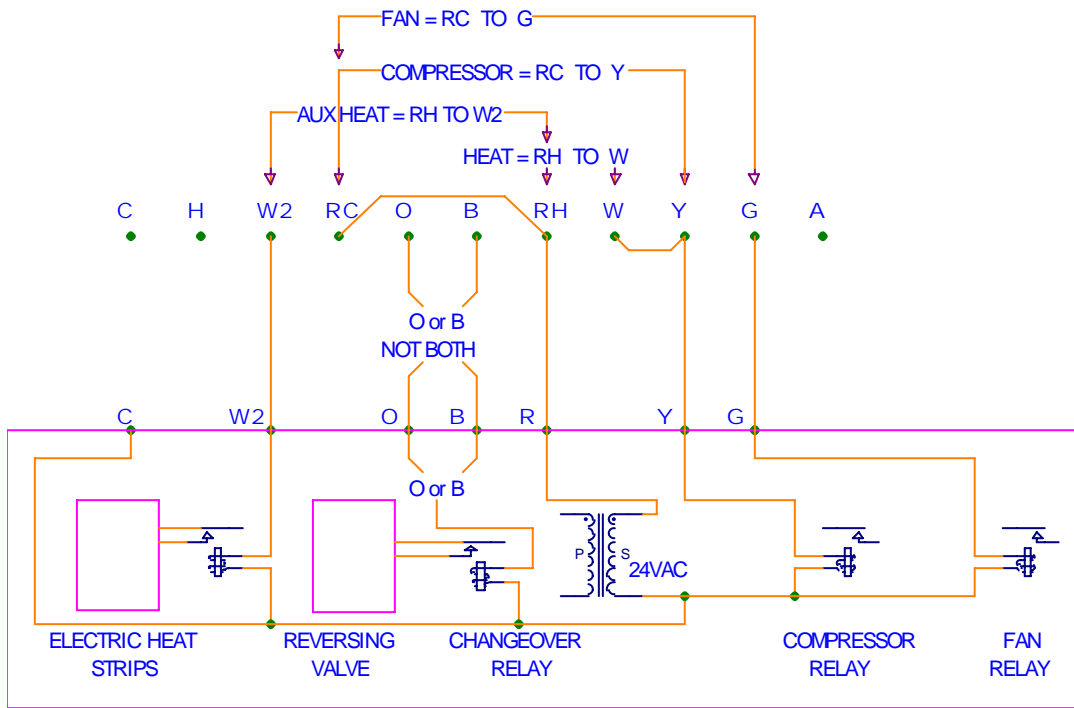 FAN = RC TO G
COMPRESSOR = RC TO Y
AUX HEAT = RH TO W2
HEAT = RH TO W
C H W2 RC O B RH W Y G A
O or B
NOT BOTH
C W2 O B R Y G
O or B
P S
24VAC
ELECTRIC HEAT STRIPS
REVERSING VALVE
CHANGEOVER RELAY
COMPRESSOR RELAY
FAN RELAY